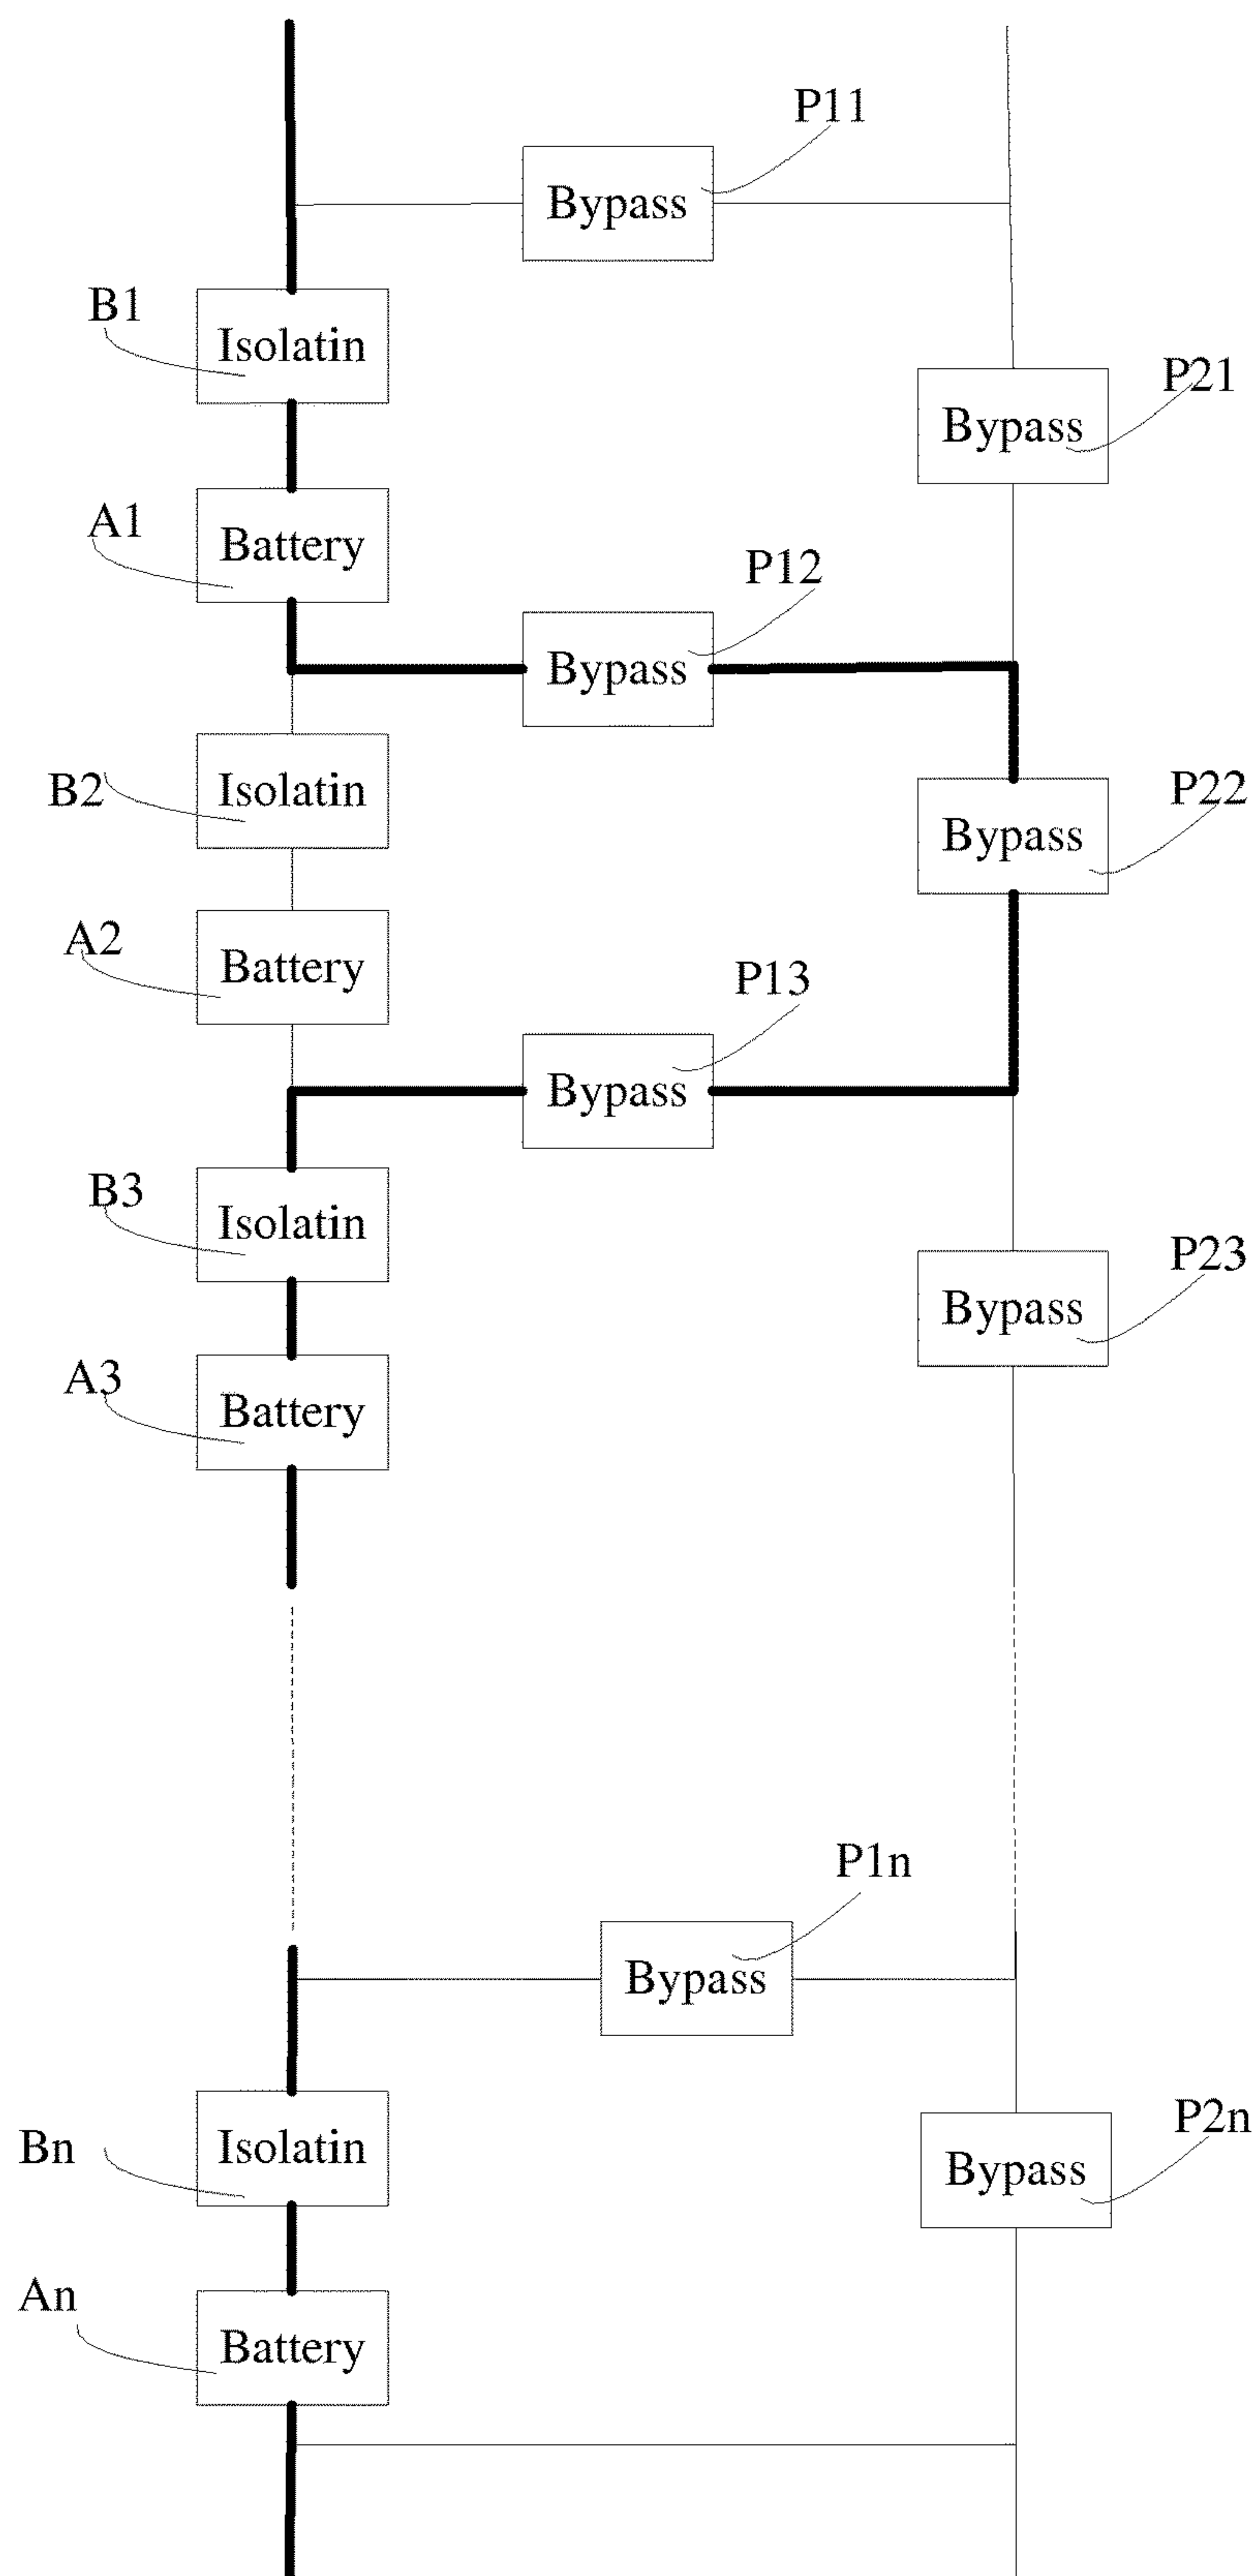 P11
Bypass
B1
Isolatin
P21
Bypass
A1
Battery
P12
Bypass
B2
Isolatin
P22
Bypass
A2
Battery
P13
Bypass
B3
Isolatin
P23
Bypass
A3
Battery
P1n
Bypass
Bn
Isolatin
P2n
Bypass
An
Battery